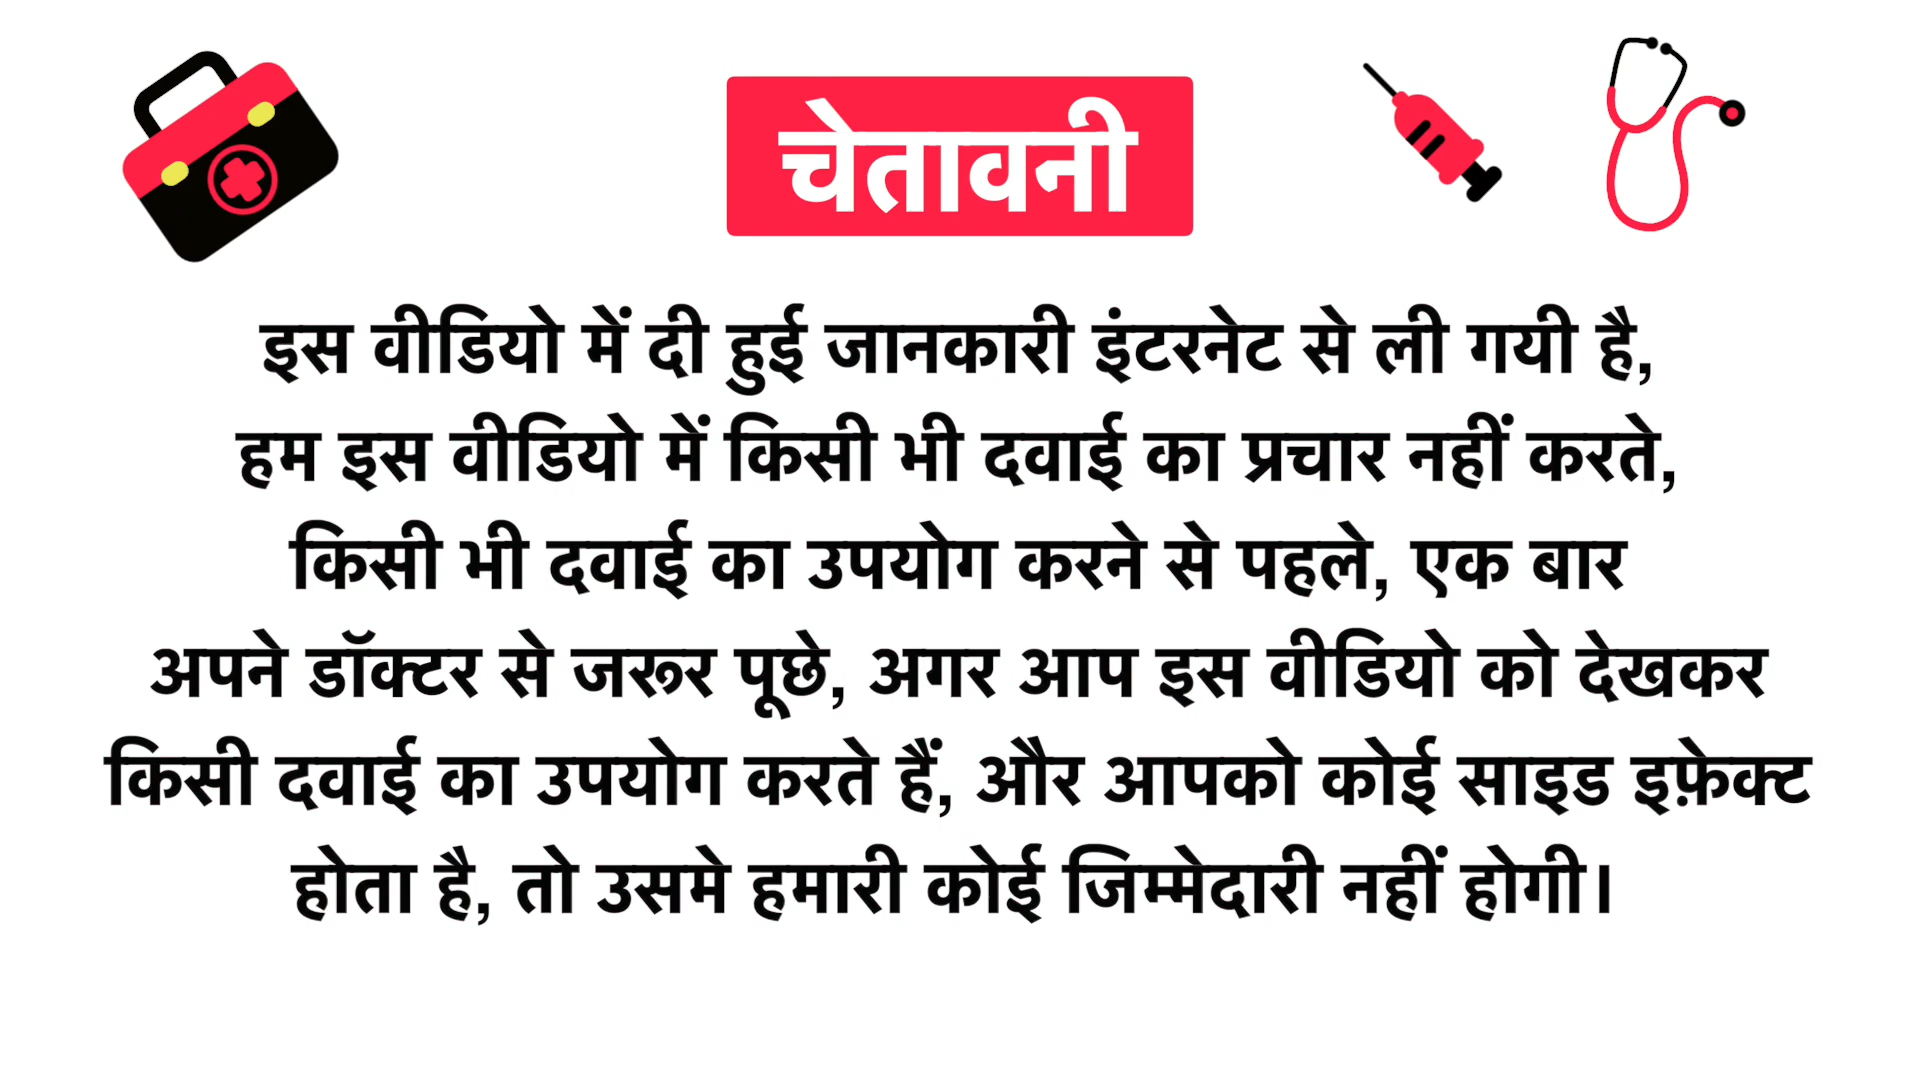 चेतावनी
इस वीडियो में दी हुई जानकारी इंटरनेट से ली गयी है,
हम इस वीडियो में किसी भी दवाई का प्रचार नहीं करते,
किसी भी दवाई का उपयोग करने से पहले, एक बार
अपने डॉक्टर से जरूर पूछे, अगर आप इस वीडियो को देखकर
किसी दवाई का उपयोग करते हैं, और आपको कोई साइड इफ़ेक्ट
होता है, तो उसमे हमारी कोई जिम्मेदारी नहीं होगी।